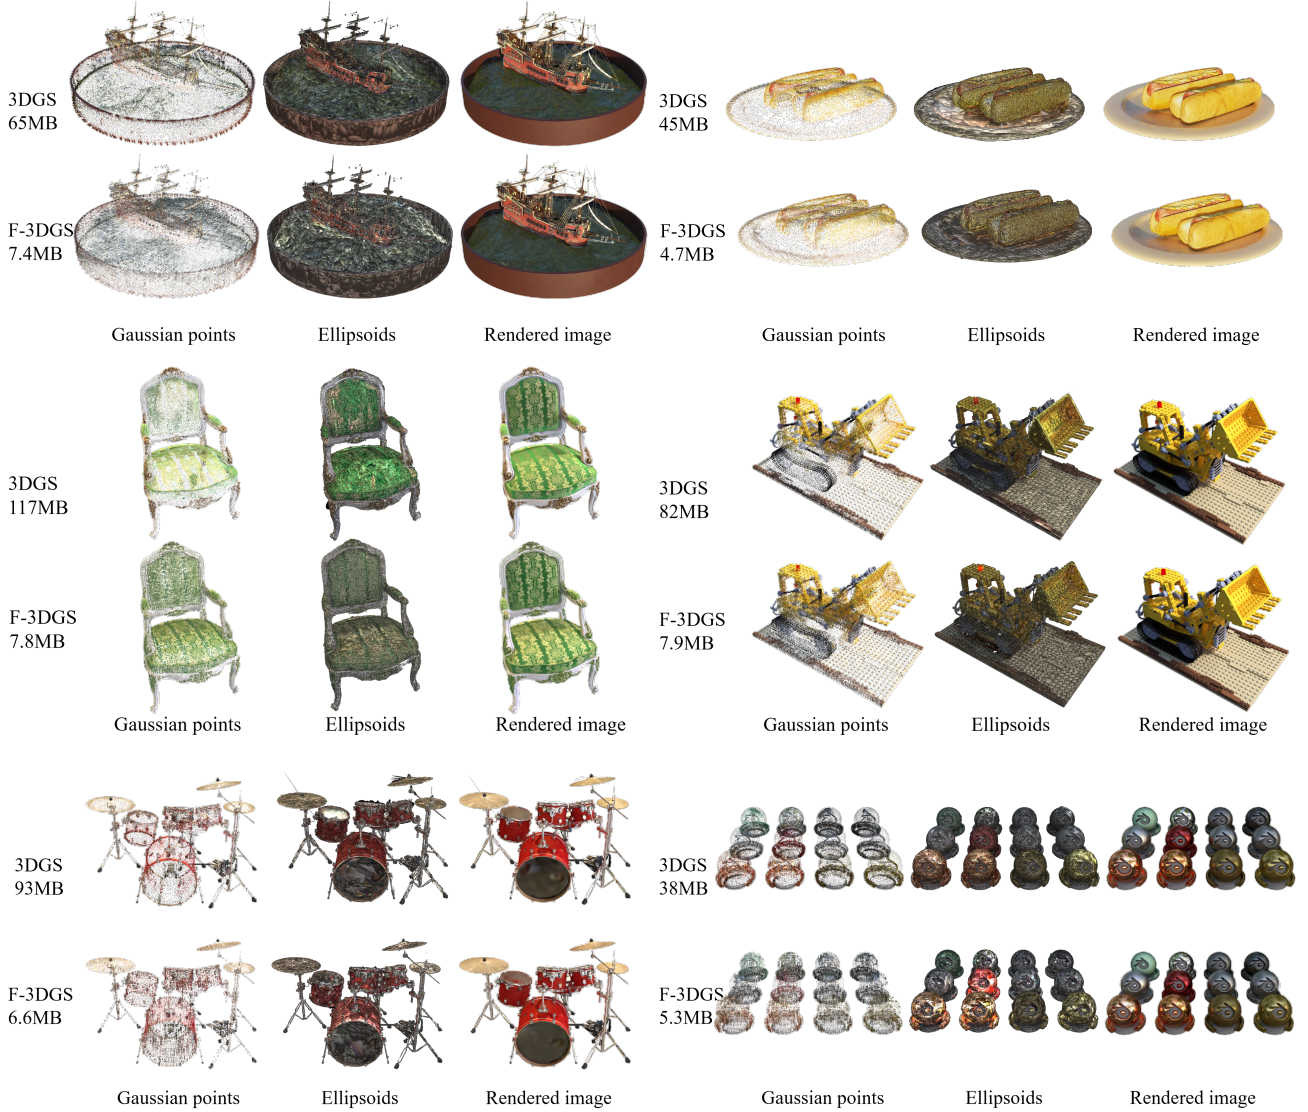 3DGS
65MB
F-3DGS
7.4MB
Gaussian points Ellipsoids Rendered image
3DGS
45MB
F-3DGS
4.7MB
Gaussian points Ellipsoids Rendered image
3DGS
117MB
F-3DGS
7.8MB
Gaussian points Ellipsoids Rendered image
3DGS
82MB
F-3DGS
7.9MB
Gaussian points Ellipsoids Rendered image
3DGS
93MB
F-3DGS
6.6MB
Gaussian points Ellipsoids Rendered image
3DGS
38MB
F-3DGS
5.3MB
Gaussian points Ellipsoids Rendered image